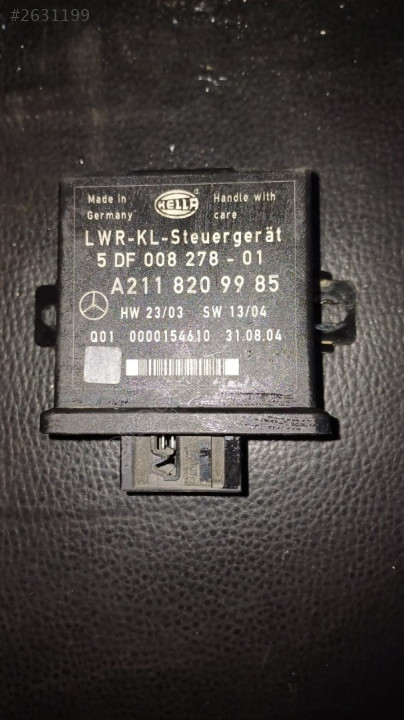 #2631199
Made in Germany
HELLA
Handle with care
LWR-KL-Steuergerät
5 DF 008 278 - 01
A211 820 99 85
HW 23/03 SW 13/04
Q01 0000154610 31.08.04